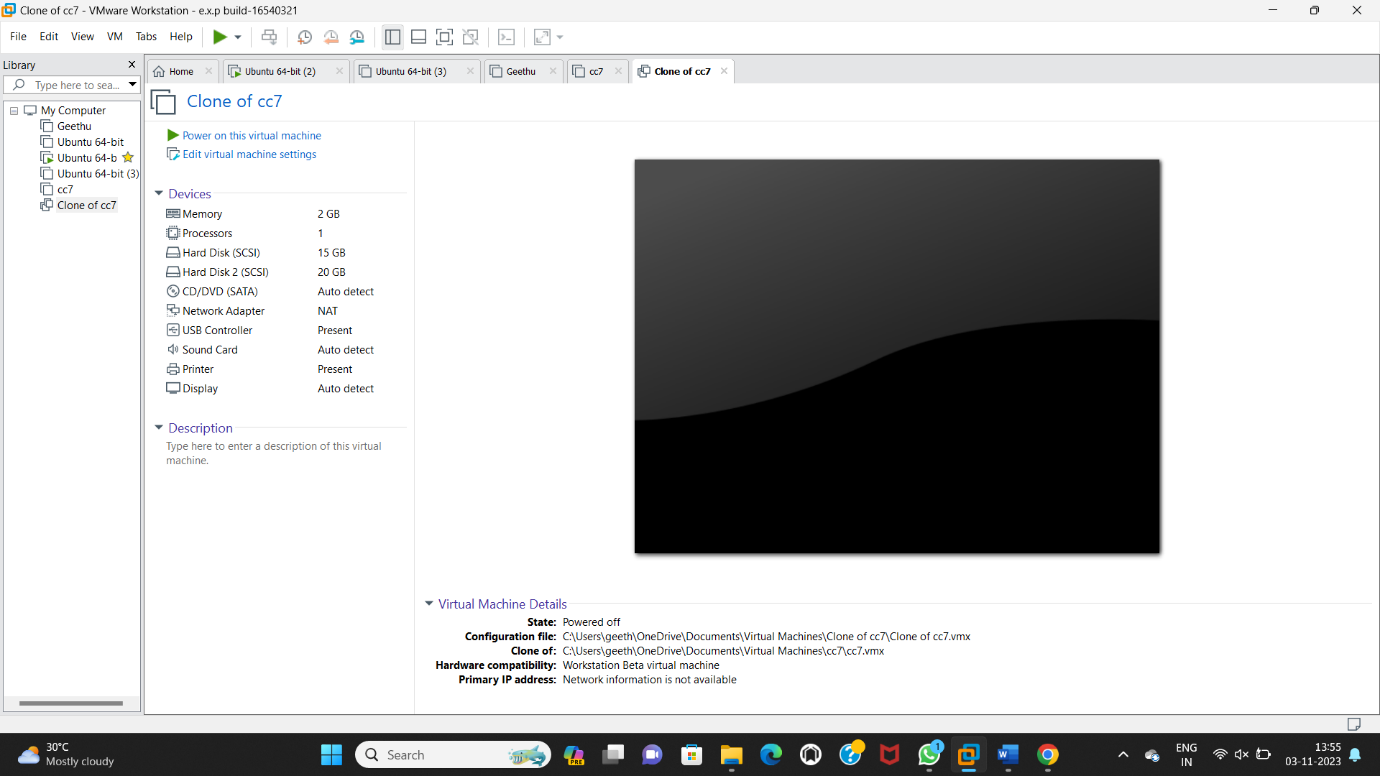 Clone of cc7 - VMware Workstation - e.x.p build-16540321
File Edit View VM Tabs Help
Library
Type here to sea...
My Computer
Geethu
Ubuntu 64-bit
Ubuntu 64-b
Ubuntu 64-bit (3)
cc7
Clone of cc7
Home Ubuntu 64-bit (2) Ubuntu 64-bit (3) Geethu cc7 Clone of cc7
Clone of cc7
Power on this virtual machine
Edit virtual machine settings
Devices
Memory 2 GB
Processors 1
Hard Disk (SCSI) 15 GB
Hard Disk 2 (SCSI) 20 GB
CD/DVD (SATA) Auto detect
Network Adapter NAT
USB Controller Present
Sound Card Auto detect
Printer Present
Display Auto detect
Description
Type here to enter a description of this virtual
machine.
Virtual Machine Details
State: Powered off
Configuration file: C:\Users\geeth\OneDrive\Documents\Virtual Machines\Clone of cc7\Clone of cc7.vmx
Clone of: C:\Users\geeth\OneDrive\Documents\Virtual Machines\cc7\cc7.vmx
Hardware compatibility: Workstation Beta virtual machine
Primary IP address: Network information is not available
30°C
Mostly cloudy
Search
PRE
1
ENG
IN
13:55
03-11-2023